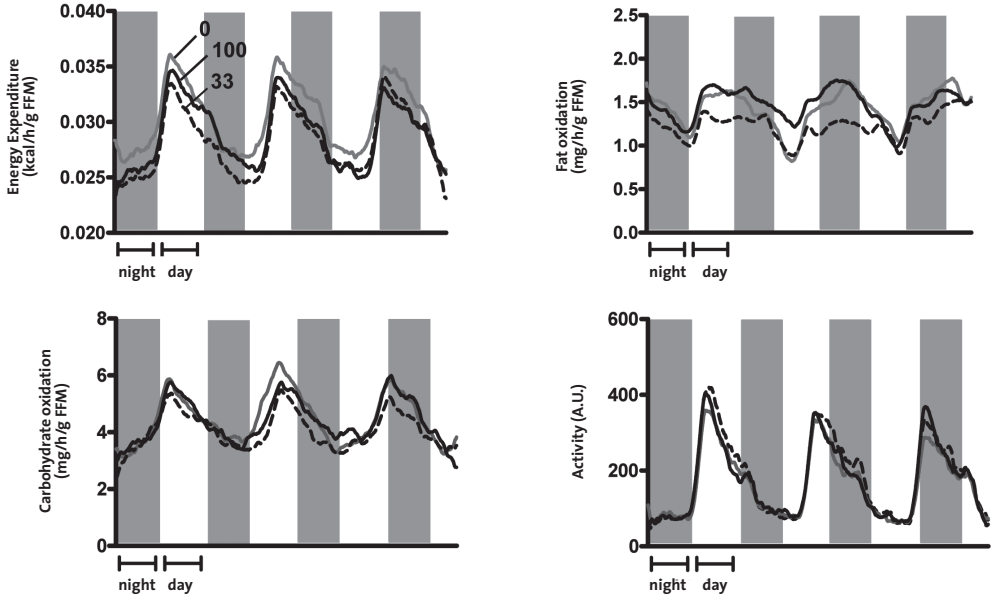 Energy Expenditure
(kcal/h/g FFM)
0.040
0.035
0.030
0.025
0.020
0
100
33
night day
Fat oxidation
(mg/h/g FFM)
2.5
2.0
1.5
1.0
0.5
0.0
night day
Carbohydrate oxidation
(mg/h/g FFM)
8
6
4
2
0
night day
Activity (A.U.)
600
400
200
0
night day